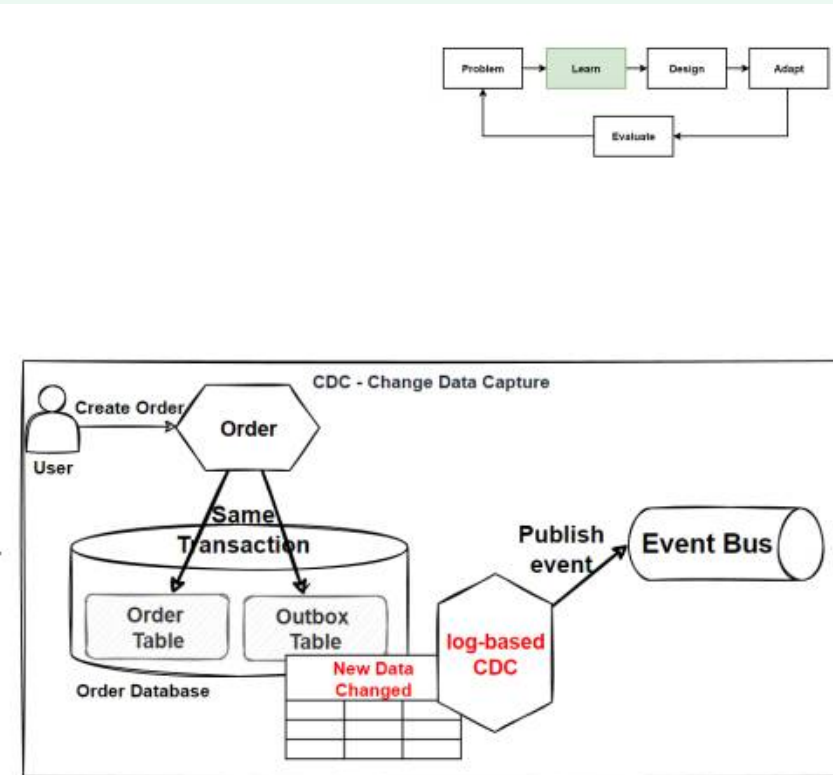 Problem
Learn
Design
Adapt
Evaluate
CDC - Change Data Capture
Create Order
Order
User
Same
Transaction
Publish
event
Event Bus
Order
Table
Outbox
Table
log-based
CDC
New Data
Changed
Order Database